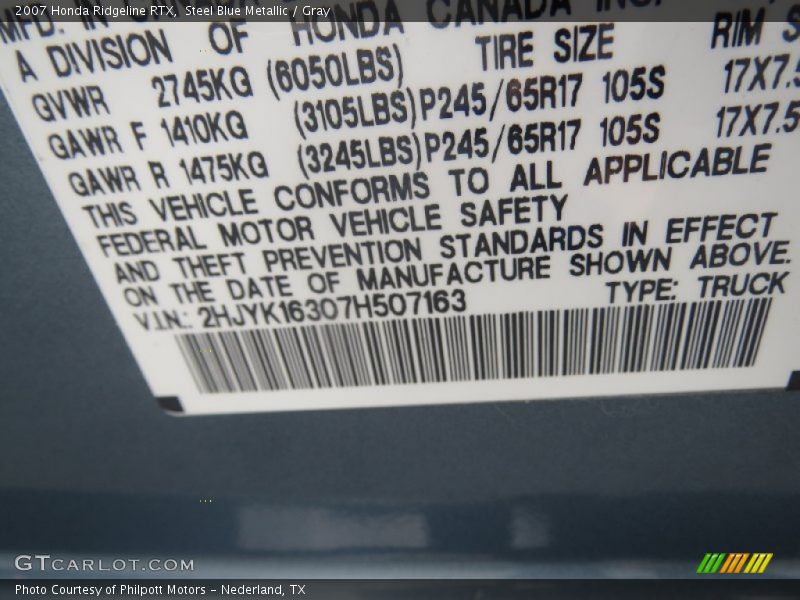 2007 Honda Ridgeline RTX, Steel Blue Metallic / Gray
MFD. IN BY HONDA CANADA INC.
A DIVISION OF
TIRE SIZE RIM S
GVWR 2745KG (6050LBS)
GAWR F 1410KG (3105LBS) P245/65R17 105S 17X7.5
GAWR R 1475KG (3245LBS) P245/65R17 105S 17X7.5
THIS VEHICLE CONFORMS TO ALL APPLICABLE
FEDERAL MOTOR VEHICLE SAFETY
AND THEFT PREVENTION STANDARDS IN EFFECT
ON THE DATE OF MANUFACTURE SHOWN ABOVE.
V.I.N.: 2HJYK16307H507163 TYPE: TRUCK
GTCARLOT.COM
Photo Courtesy of Philpott Motors - Nederland, TX